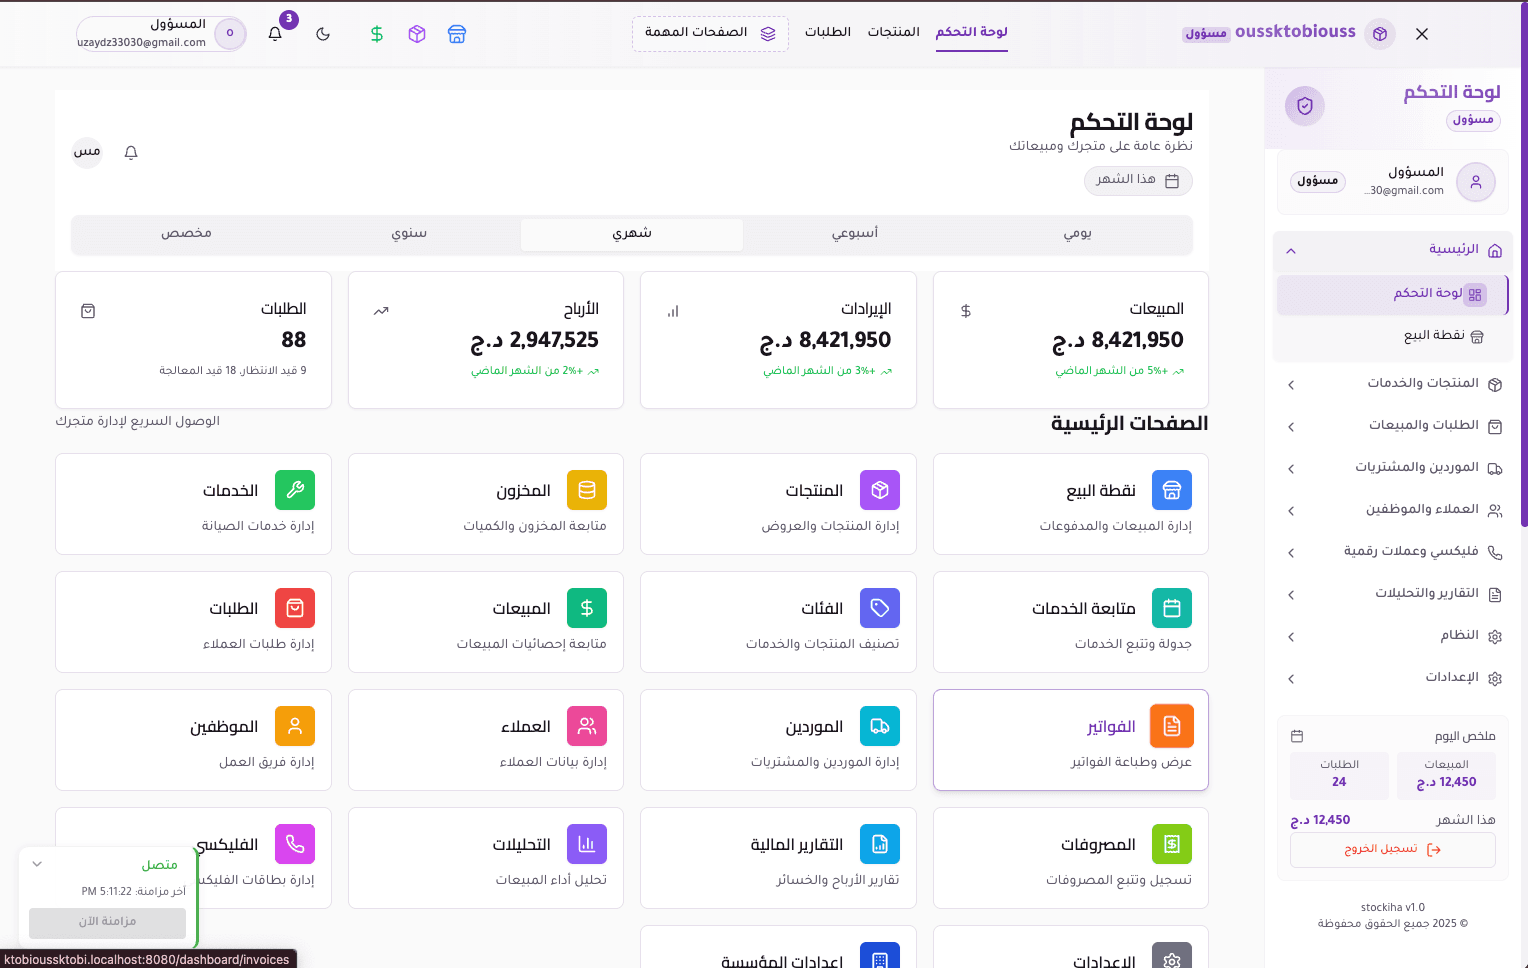 oussktobiouss مسؤول
لوحة التحكم
المنتجات
الطلبات
الصفحات المهمة
3
المسؤول
uzaydz33030@gmail.com
O
لوحة التحكم
مسؤول
المسؤول
...30@gmail.com
مسؤول
الرئيسية
لوحة التحكم
نقطة البيع
المنتجات والخدمات
الطلبات والمبيعات
الموردين والمشتريات
العملاء والموظفين
فليكسي وعملات رقمية
التقارير والتحليلات
النظام
الإعدادات
ملخص اليوم
المبيعات
12,450 د.ج
الطلبات
24
هذا الشهر
12,450 د.ج
تسجيل الخروج
stockiha v1.0
© 2025 جميع الحقوق محفوظة
لوحة التحكم
نظرة عامة على متجرك ومبيعاتك
هذا الشهر
مس
يومي
أسبوعي
شهري
سنوي
مخصص
المبيعات
8,421,950 د.ج
+5% من الشهر الماضي
الإيرادات
8,421,950 د.ج
+3% من الشهر الماضي
الأرباح
2,947,525 د.ج
+2% من الشهر الماضي
الطلبات
88
9 قيد الانتظار، 18 قيد المعالجة
الصفحات الرئيسية
الوصول السريع لإدارة متجرك
نقطة البيع
إدارة المبيعات والمدفوعات
المنتجات
إدارة المنتجات والعروض
المخزون
متابعة المخزون والكميات
الخدمات
إدارة خدمات الصيانة
متابعة الخدمات
جدولة وتتبع الخدمات
الفئات
تصنيف المنتجات والخدمات
المبيعات
متابعة إحصائيات المبيعات
الطلبات
إدارة طلبات العملاء
الفواتير
عرض وطباعة الفواتير
الموردين
إدارة الموردين والمشتريات
العملاء
إدارة بيانات العملاء
الموظفين
إدارة فريق العمل
المصروفات
تسجيل وتتبع المصروفات
التقارير المالية
تقارير الأرباح والخسائر
التحليلات
تحليل أداء المبيعات
الفليكسي
إدارة بطاقات
الإعدادات
إعدادات المؤسسة
متصل
آخر مزامنة: 5:11:22 PM
مزامنة الآن
ktobioussktobi.localhost:8080/dashboard/invoices